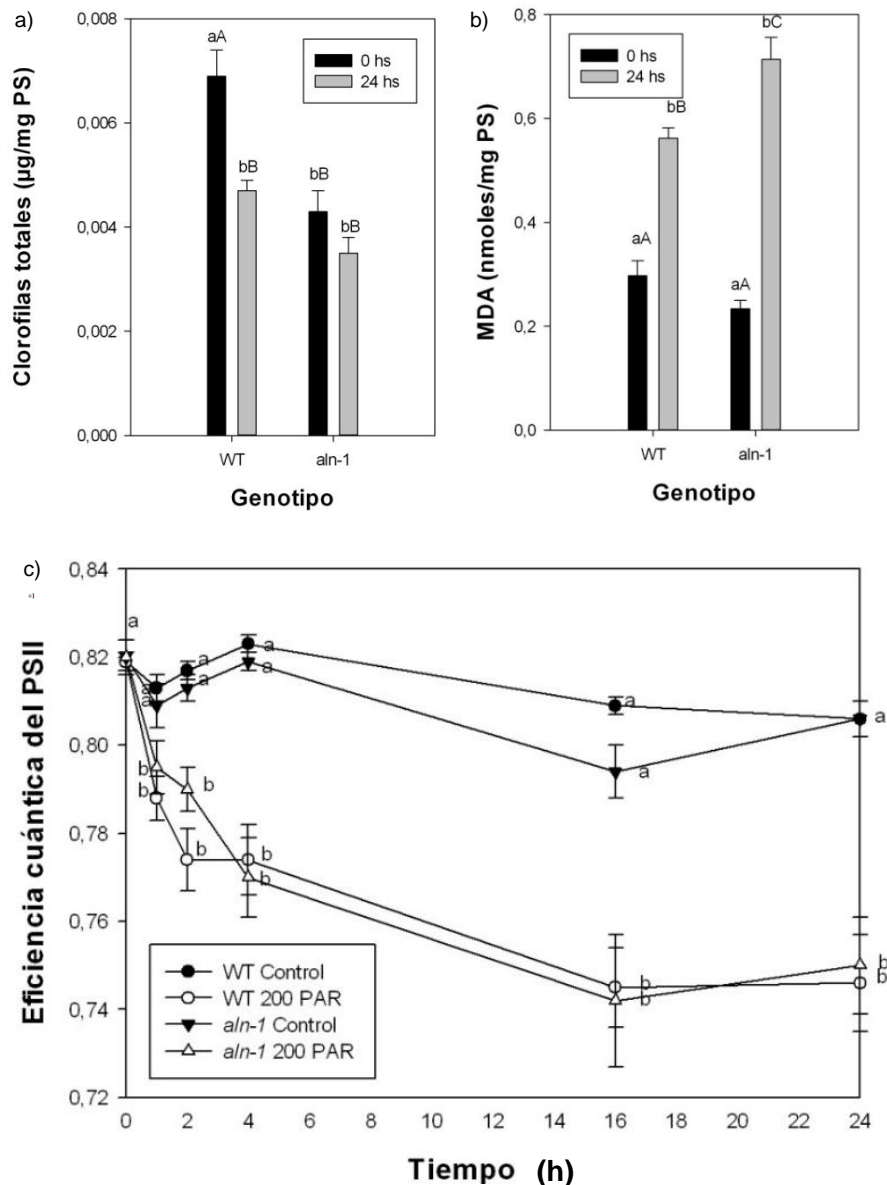 a)
0,008
0,006
0,004
0,002
0,000
Clorofilas totales (µg/mg PS)
0 hs
24 hs
aA
bB
bB
bB
WT
aln-1
Genotipo
b)
0,8
0,6
0,4
0,2
0,0
MDA (nmoles/mg PS)
0 hs
24 hs
aA
bB
aA
bC
WT
aln-1
Genotipo
c)
0,84
0,82
0,80
0,78
0,76
0,74
0,72
Eficiencia cuántica del PSII
a
a
a
a
a
a
a
a
a
a
b
b
b
b
b
b
b
b
b
b
WT Control
WT 200 PAR
aln-1 Control
aln-1 200 PAR
0 2 4 6 8 10 12 14 16 18 20 22 24
Tiempo (h)